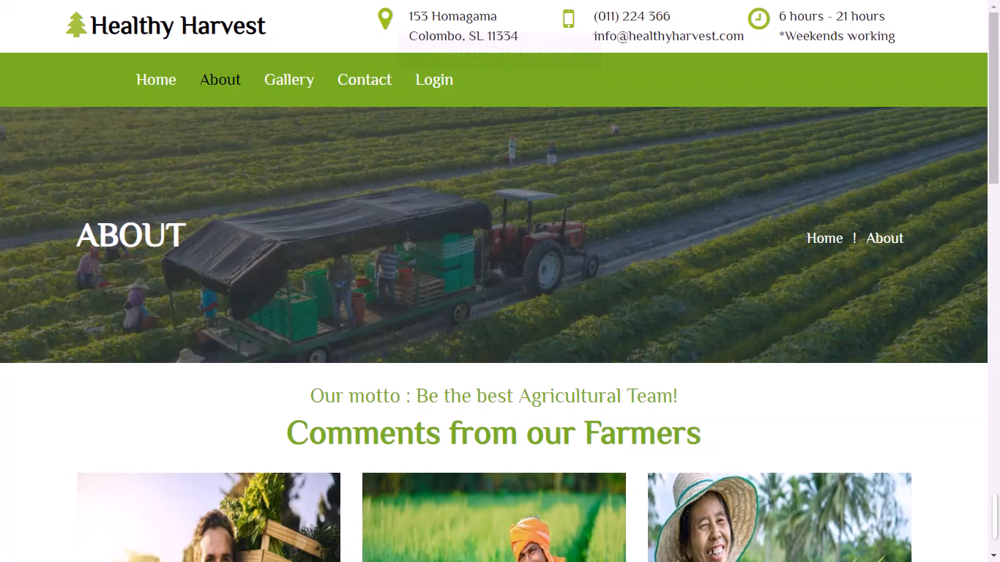 Healthy Harvest
153 Homagama
Colombo, SL 11334
(011) 224 366
info@healthyharvest.com
6 hours - 21 hours
*Weekends working
Home About Gallery Contact Login
ABOUT
Home ! About
Our motto : Be the best Agricultural Team!
Comments from our Farmers